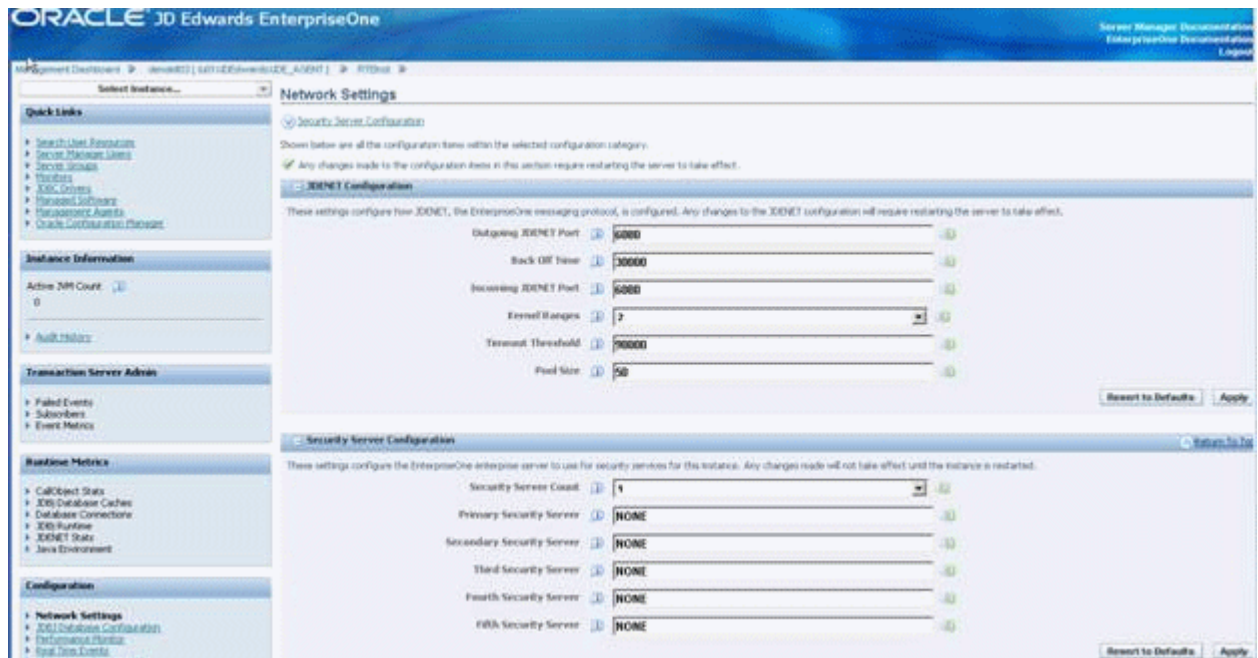 ORACLE JD Edwards EnterpriseOne
Server Manager Documentation
EnterpriseOne Documentation
Logout
Management Dashboard
Select Instance...
Quick Links
Search User Resources
Server Manager Users
Server Groups
Monitors
JDBC Drivers
Managed Software
Management Agents
Oracle Configuration Manager
Instance Information
Active JVM Count
0
Audit History
Transaction Server Admin
Failed Events
Subscribers
Event Metrics
Runtime Metrics
CallObject Stats
JDBj Database Caches
Database Connections
JDBj Runtime
JDENET Stats
Java Environment
Configuration
Network Settings
JDBJ Database Configuration
Performance Monitor
Real Time Events
Network Settings
Security Server Configuration
Shown below are all the configuration items within the selected configuration category.
Any changes made to the configuration items in this section require restarting the server to take effect.
JDENET Configuration
These settings configure how JDENET, the EnterpriseOne messaging protocol, is configured. Any changes to the JDENET configuration will require restarting the server to take effect.
Outgoing JDENET Port 6080
Back Off Time 30000
Incoming JDENET Port 6080
Kernel Ranges 2
Timeout Threshold 90000
Pool Size 50
Revert to Defaults Apply
Security Server Configuration Return To Top
These settings configure the EnterpriseOne enterprise server to use for security services for this instance. Any changes made will not take effect until the instance is restarted.
Security Server Count 1
Primary Security Server NONE
Secondary Security Server NONE
Third Security Server NONE
Fourth Security Server NONE
Fifth Security Server NONE
Revert to Defaults Apply